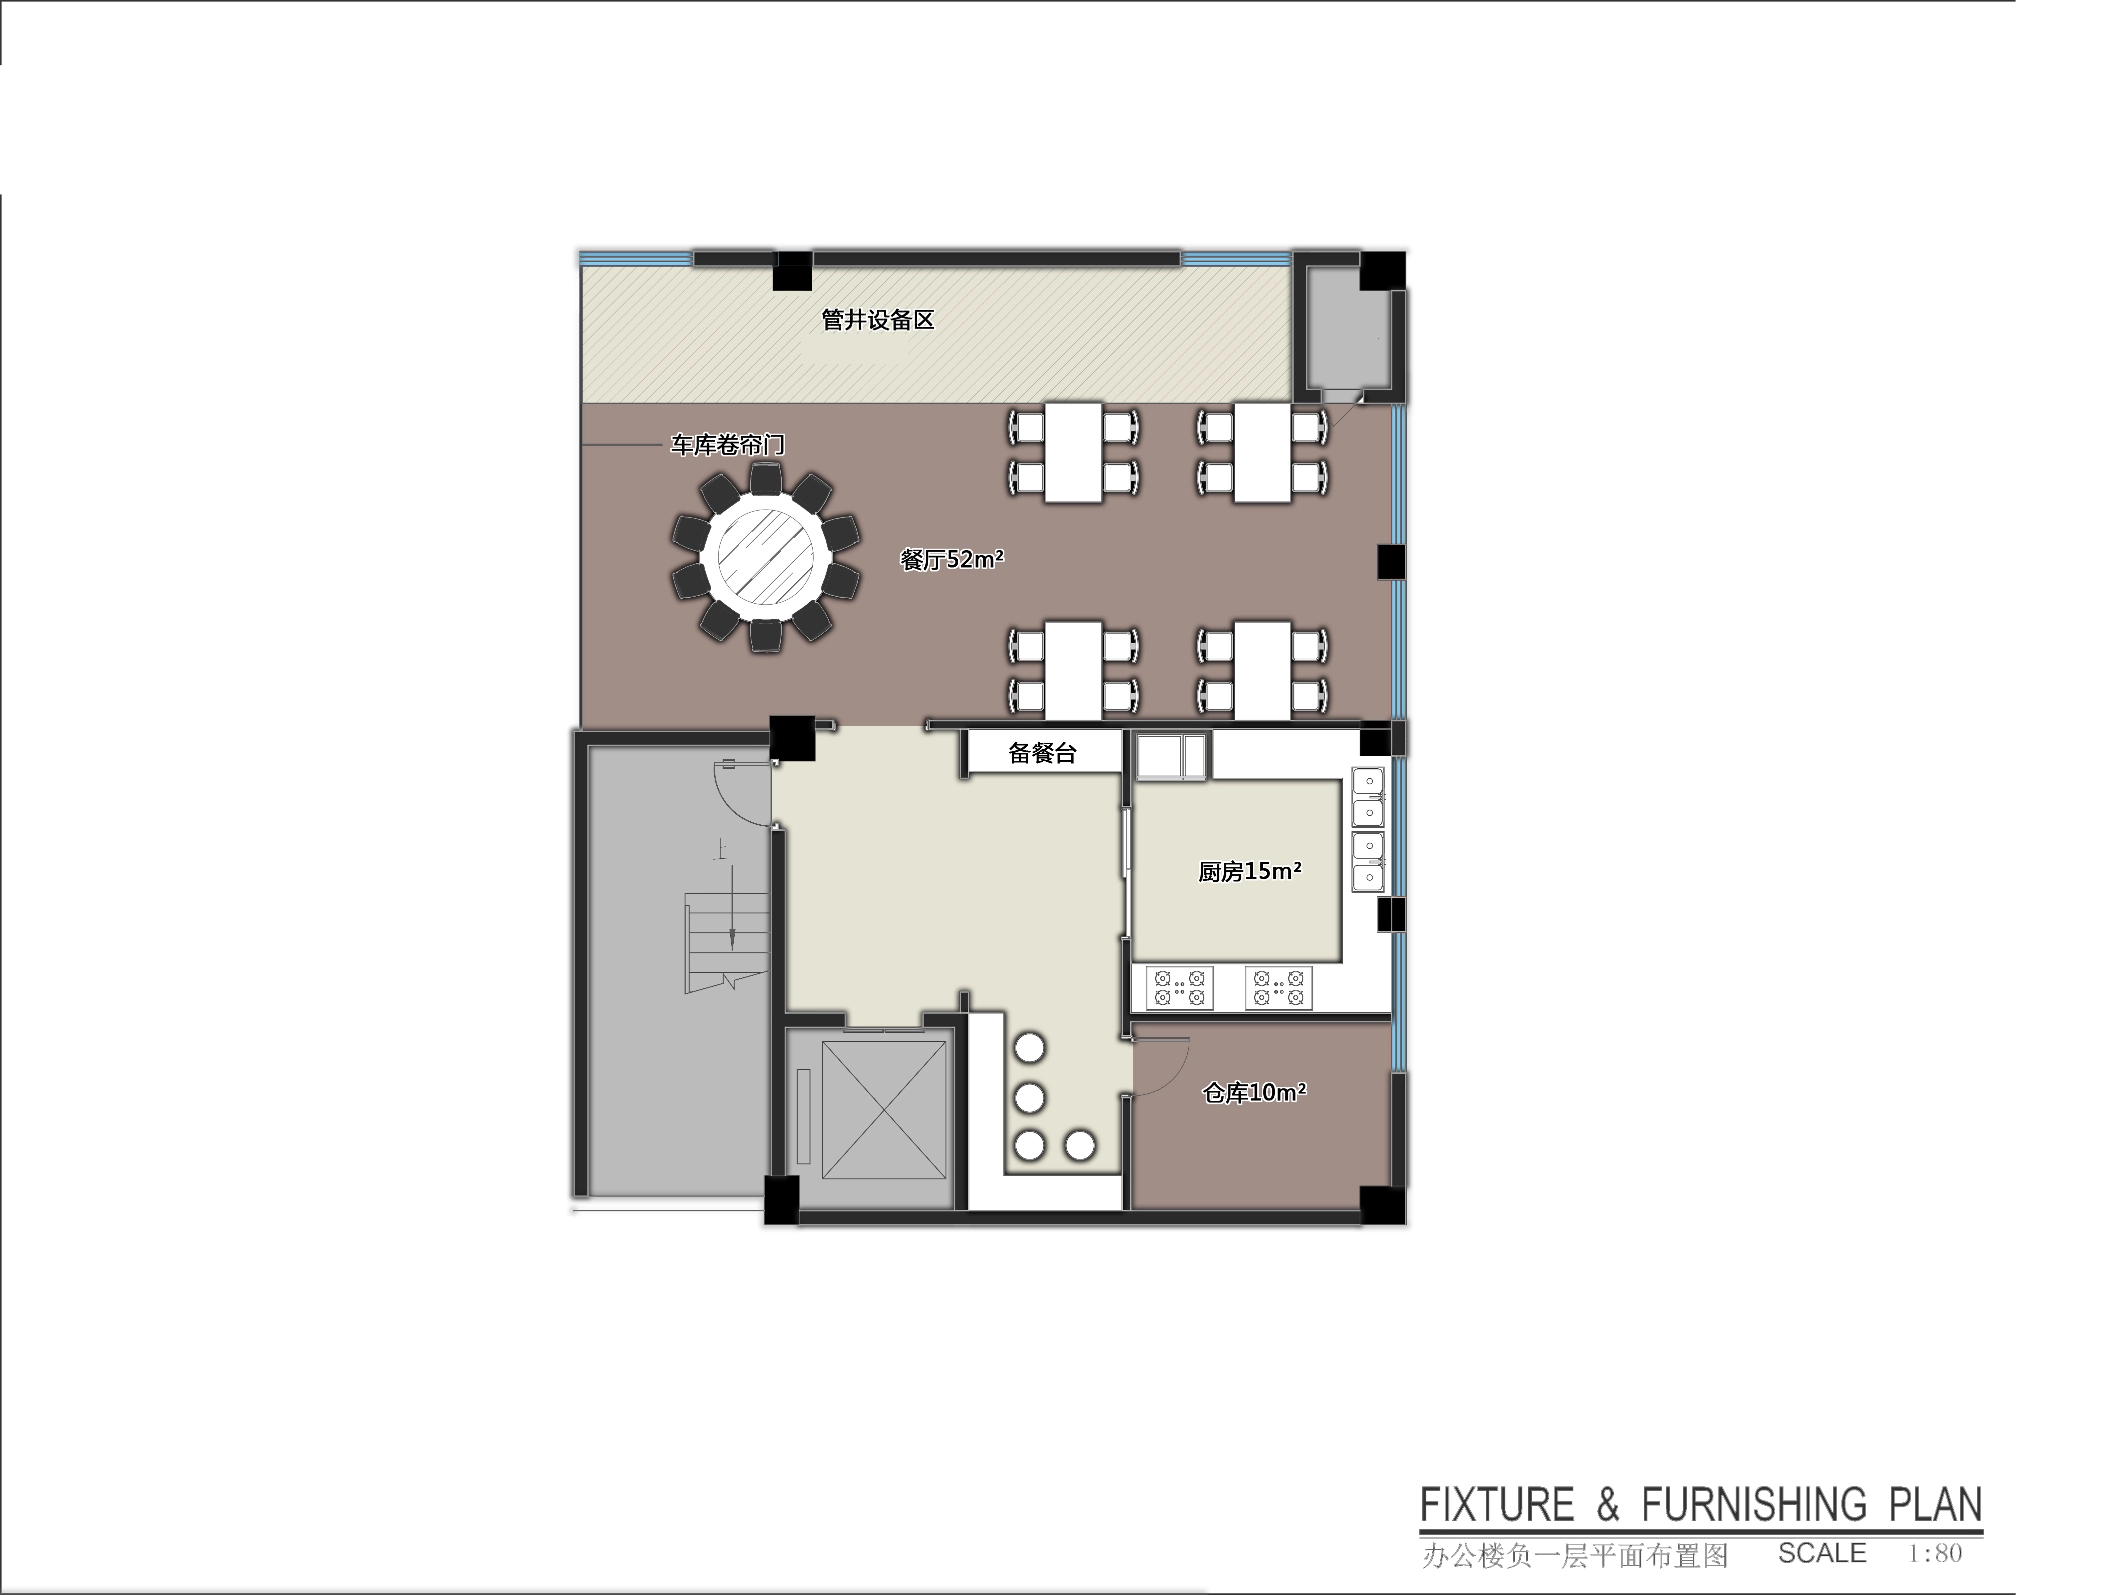 管井设备区
车库卷帘门
餐厅52m²
备餐台
上
厨房15m²
仓库10m²
FIXTURE & FURNISHING PLAN
办公楼负一层平面布置图 SCALE 1:80